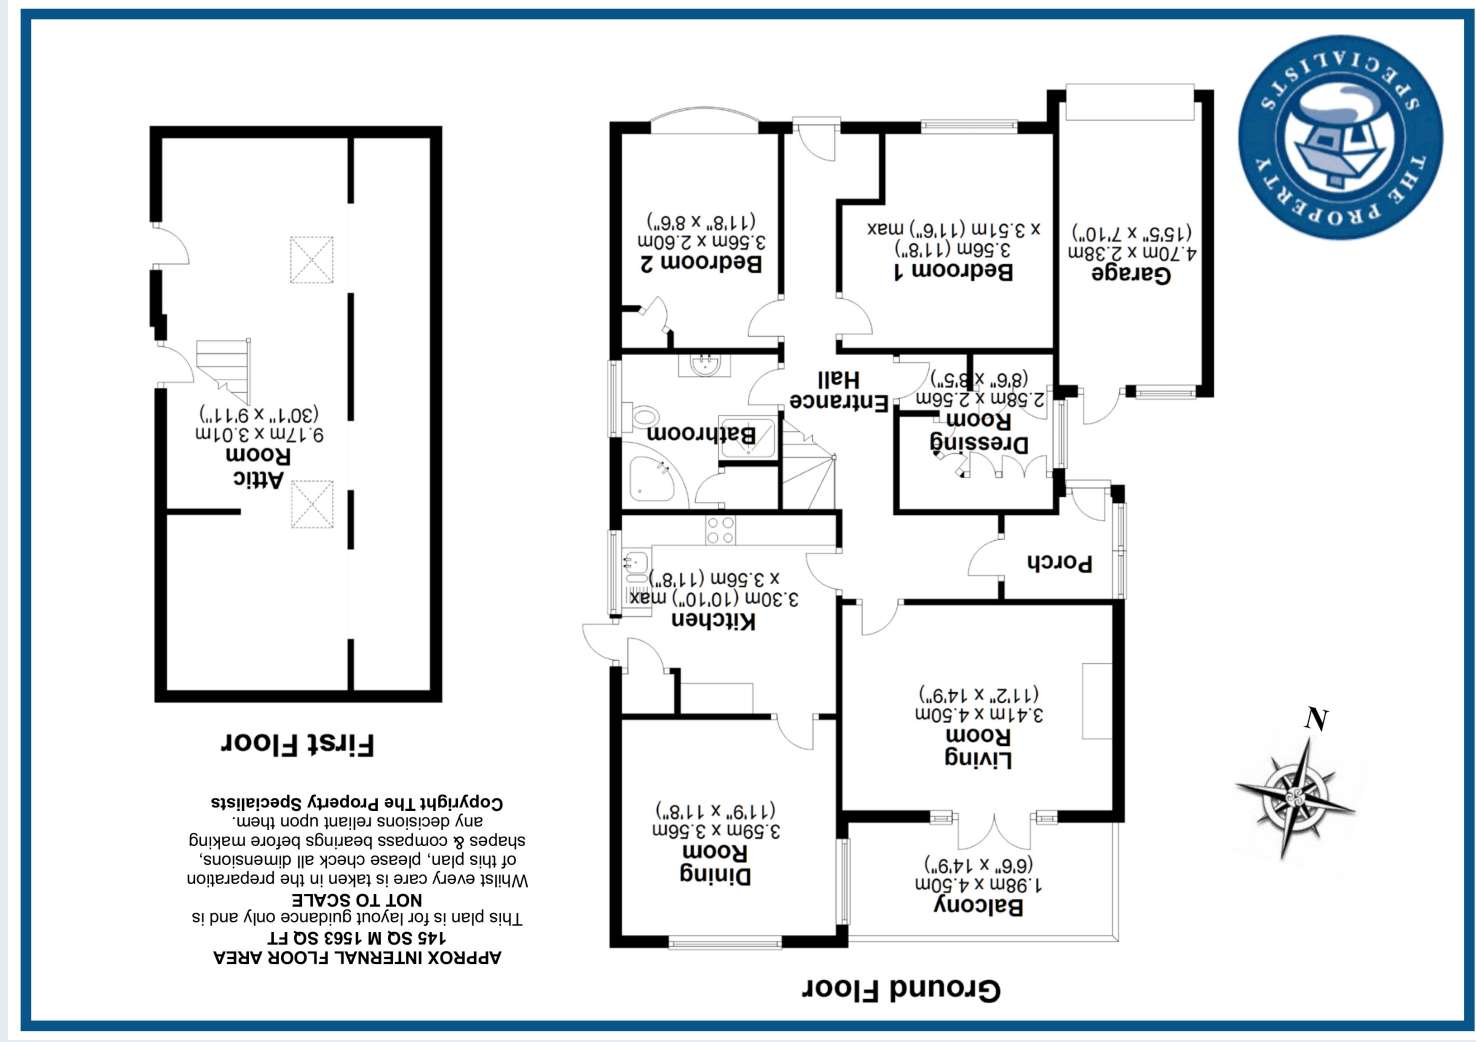 Ground Floor
Balcony
1.98m x 4.50m
(6'6" x 14'9")
Dining
Room
3.59m x 3.56m
(11'9" x 11'8")
Living
Room
3.41m x 4.50m
(11'2" x 14'9")
Kitchen
3.30m (10'10") max
x 3.56m (11'8")
Porch
Bathroom
Entrance
Hall
Dressing
Room
2.58m x 2.56m
(8'6" x 8'5")
Bedroom 1
3.56m (11'8")
x 3.51m (11'6") max
Bedroom 2
3.56m x 2.60m
(11'8" x 8'6")
Garage
4.70m x 2.38m
(15'5" x 7'10")
First Floor
Attic
Room
9.17m x 3.01m
(30'1" x 9'11")
APPROX INTERNAL FLOOR AREA
145 SQ M 1563 SQ FT
This plan is for layout guidance only and is
NOT TO SCALE
Whilst every care is taken in the preparation
of this plan, please check all dimensions,
shapes & compass bearings before making
any decisions reliant upon them.
Copyright The Property Specialists
THE PROPERTY
SPECIALISTS
N